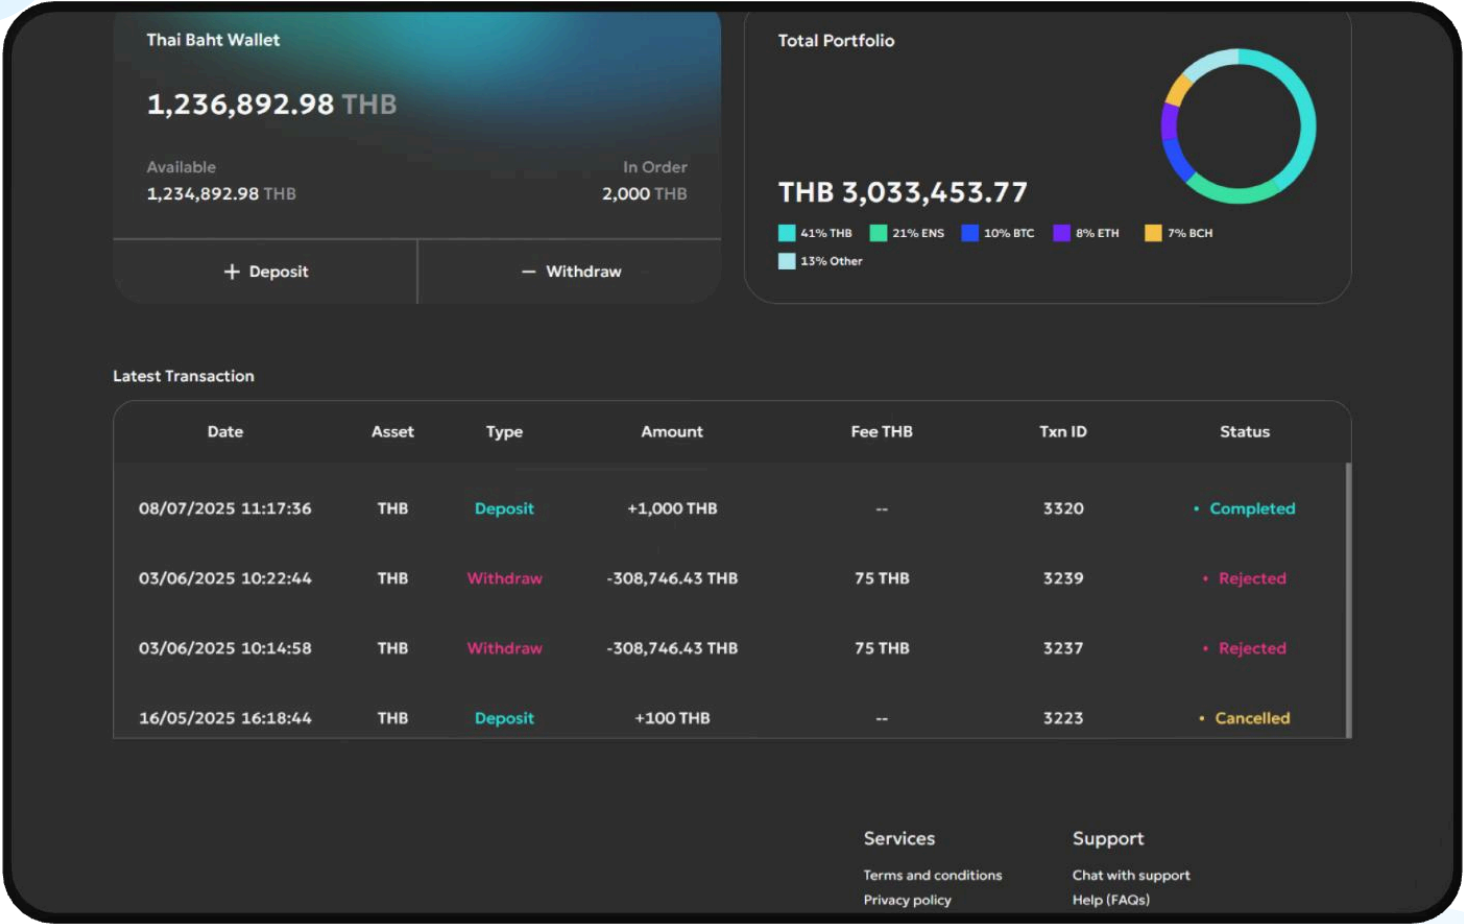 Thai Baht Wallet
1,236,892.98 THB
Available
In Order
1,234,892.98 THB
2,000 THB
+ Deposit
− Withdraw
Total Portfolio
THB 3,033,453.77
41% THB 21% ENS 10% BTC 8% ETH 7% BCH
13% Other
Latest Transaction
Date Asset Type Amount Fee THB Txn ID Status
08/07/2025 11:17:36 THB Deposit +1,000 THB -- 3320 • Completed
03/06/2025 10:22:44 THB Withdraw -308,746.43 THB 75 THB 3239 • Rejected
03/06/2025 10:14:58 THB Withdraw -308,746.43 THB 75 THB 3237 • Rejected
16/05/2025 16:18:44 THB Deposit +100 THB -- 3223 • Cancelled
Services
Terms and conditions
Privacy policy
Support
Chat with support
Help (FAQs)